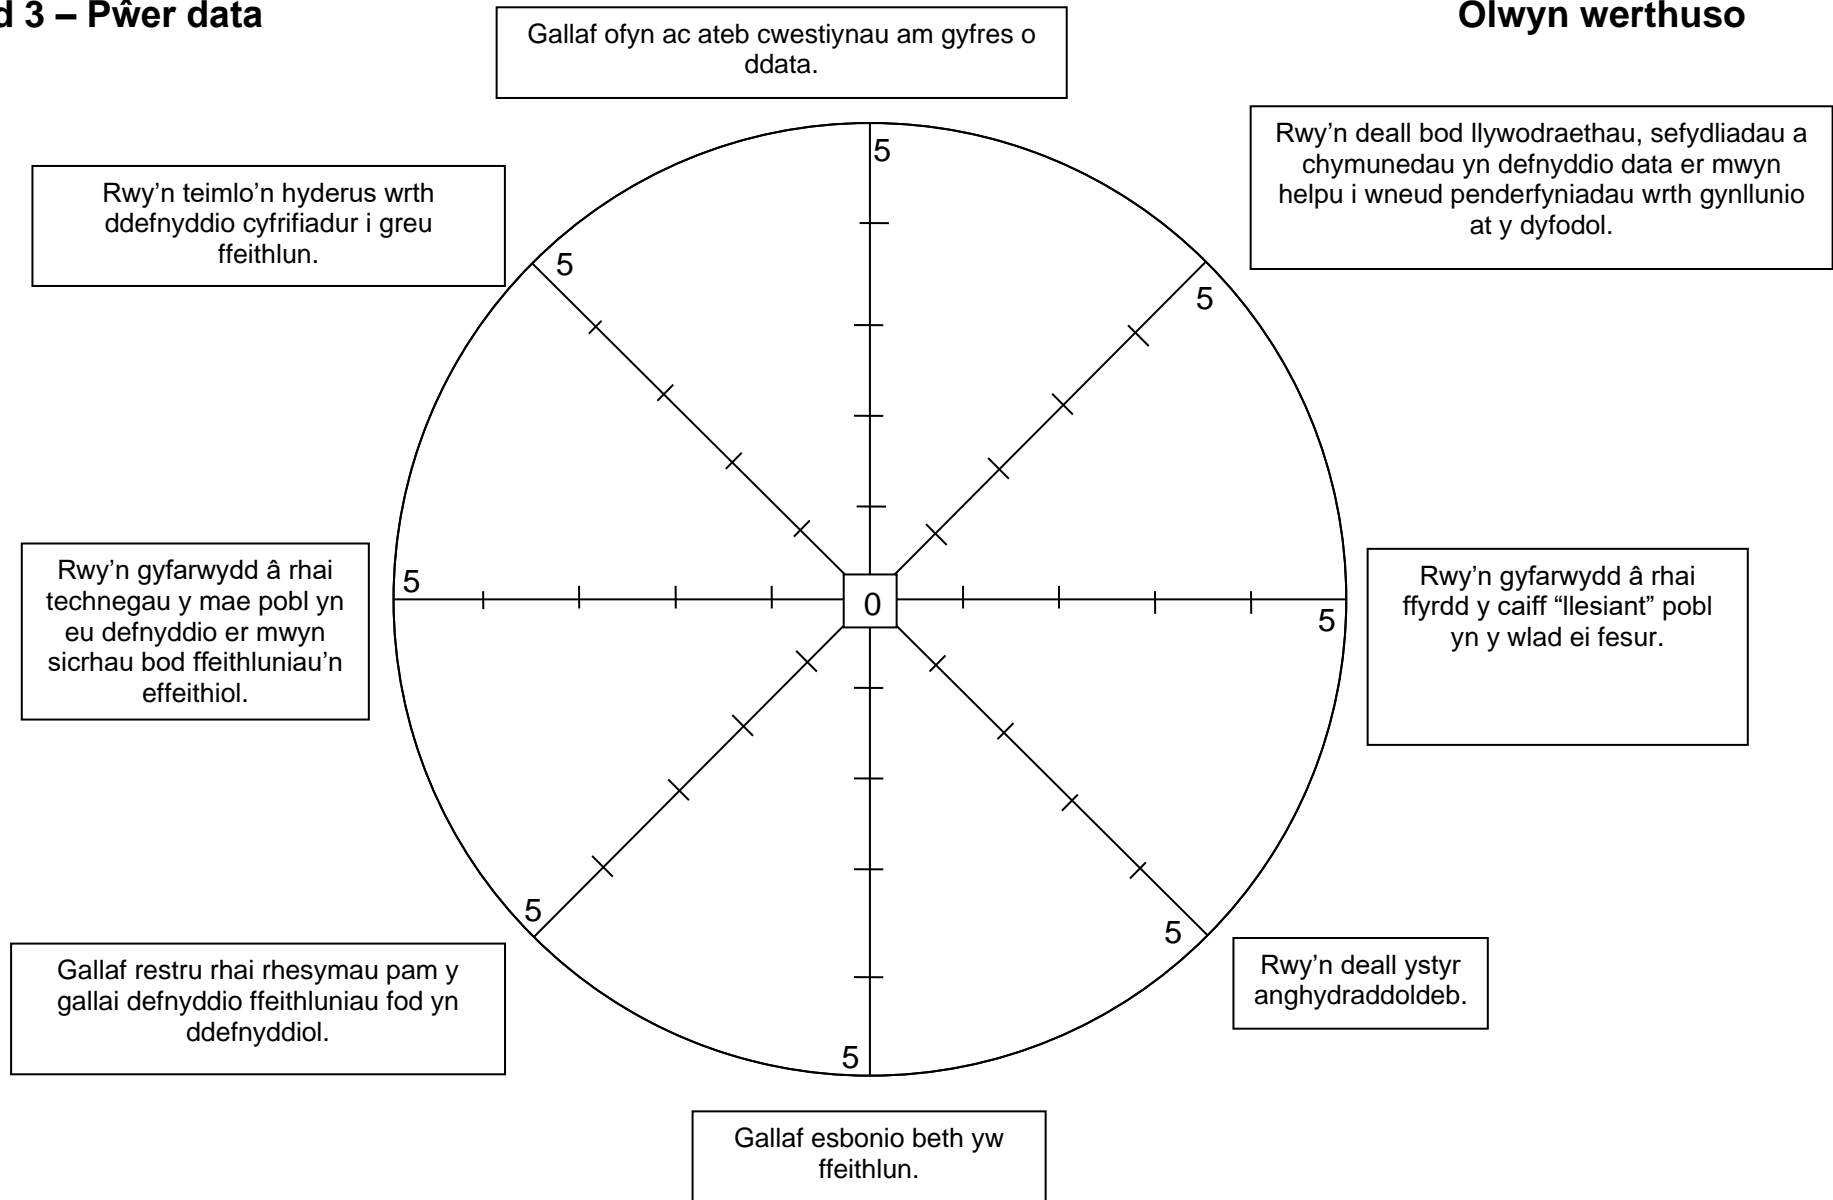 d 3 – Pŵer data
Olwyn werthuso
Gallaf ofyn ac ateb cwestiynau am gyfres o
ddata.
Rwy'n deall bod llywodraethau, sefydliadau a
chymunedau yn defnyddio data er mwyn
helpu i wneud penderfyniadau wrth gynllunio
at y dyfodol.
Rwy'n teimlo'n hyderus wrth
ddefnyddio cyfrifiadur i greu
ffeithlun.
5
5
5
Rwy'n gyfarwydd â rhai
technegau y mae pobl yn
eu defnyddio er mwyn
sicrhau bod ffeithluniau'n
effeithiol.
5
0
5
Rwy'n gyfarwydd â rhai
ffyrdd y caiff “llesiant” pobl
yn y wlad ei fesur.
5
5
5
Gallaf restru rhai rhesymau pam y
gallai defnyddio ffeithluniau fod yn
ddefnyddiol.
Rwy'n deall ystyr
anghydraddoldeb.
Gallaf esbonio beth yw
ffeithlun.